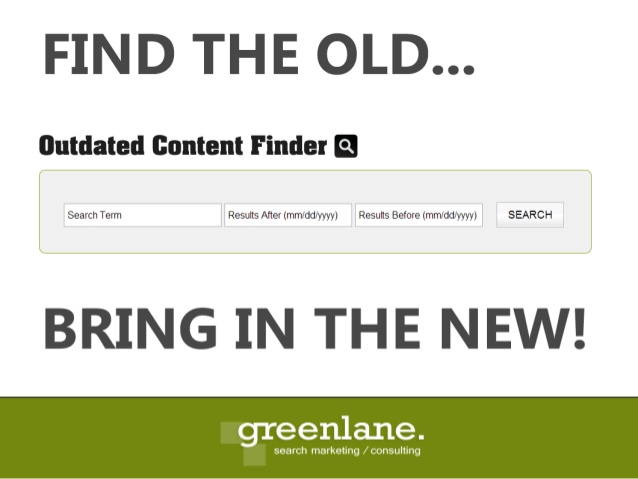 FIND THE OLD...
Outdated Content Finder
Search Term Results After (mm/dd/yyyy) Results Before (mm/dd/yyyy) SEARCH
BRING IN THE NEW!
greenlane.
search marketing / consulting